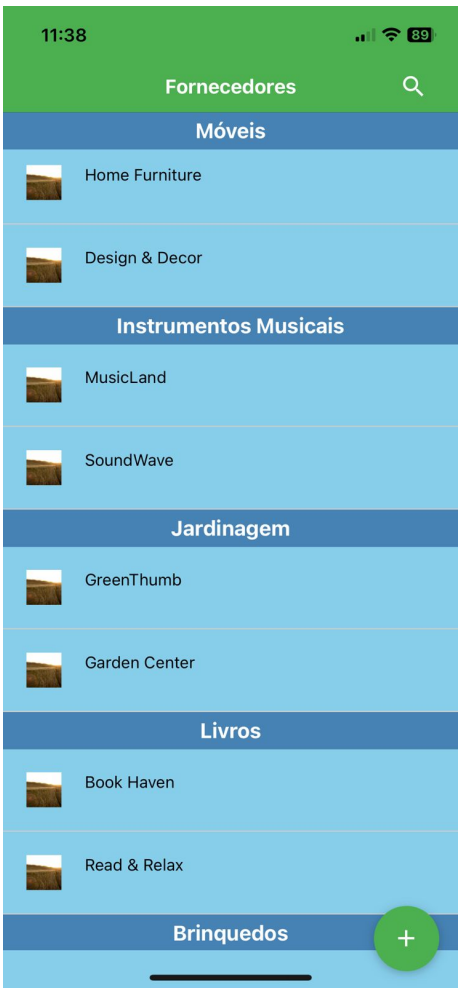 11:38
89
Fornecedores
Móveis
Home Furniture
Design & Decor
Instrumentos Musicais
MusicLand
SoundWave
Jardinagem
GreenThumb
Garden Center
Livros
Book Haven
Read & Relax
Brinquedos
+